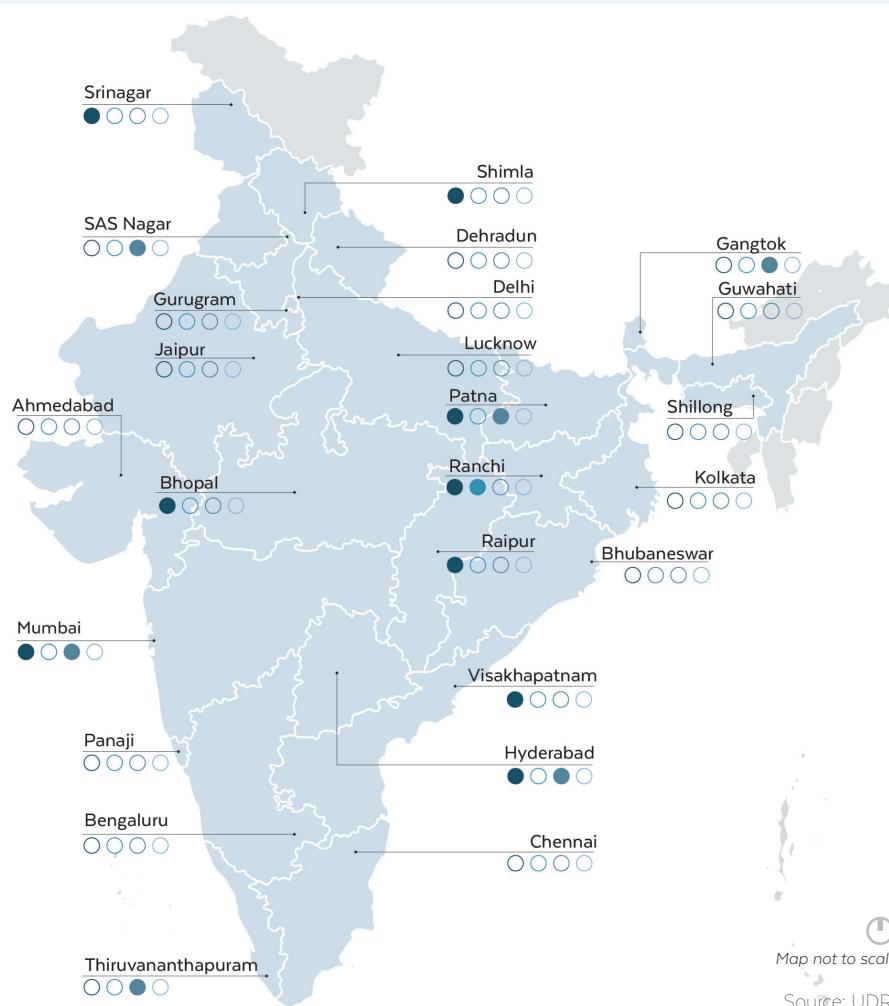 Srinagar
Shimla
SAS Nagar
Dehradun
Gangtok
Delhi
Guwahati
Gurugram
Lucknow
Jaipur
Patna
Ahmedabad
Shillong
Ranchi
Kolkata
Bhopal
Raipur
Bhubaneswar
Mumbai
Visakhapatnam
Panaji
Hyderabad
Bengaluru
Chennai
Map not to scal
Thiruvananthapuram
Source: UDR